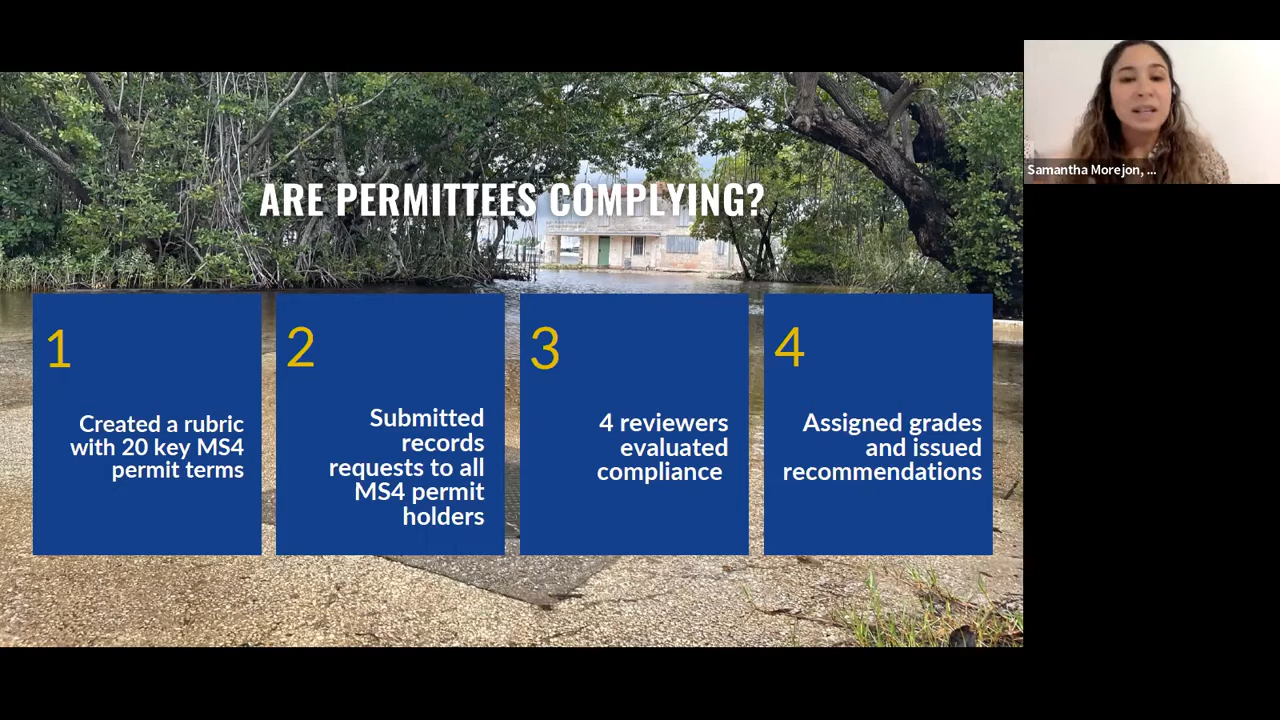 ARE PERMITTEES COMPLYING?
1
Created a rubric
with 20 key MS4
permit terms
2
Submitted
records
requests to all
MS4 permit
holders
3
4 reviewers
evaluated
compliance
4
Assigned grades
and issued
recommendations
Samantha Morejon, ...